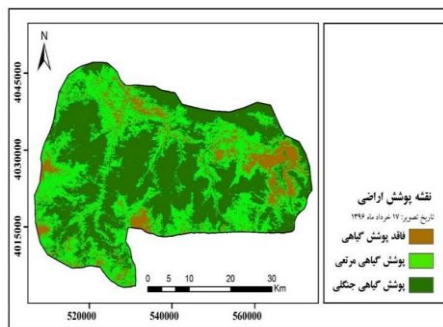 N
4045000
4030000
4015000
520000
540000
560000
0 5 10 20 30
Km
نقشه پوشش اراضی
تاریخ تصویر: ۱۷ خرداد ماه ۱۳۹۶
فاقد پوشش گیاهی
پوشش گیاهی مرتعی
پوشش گیاهی جنگلی